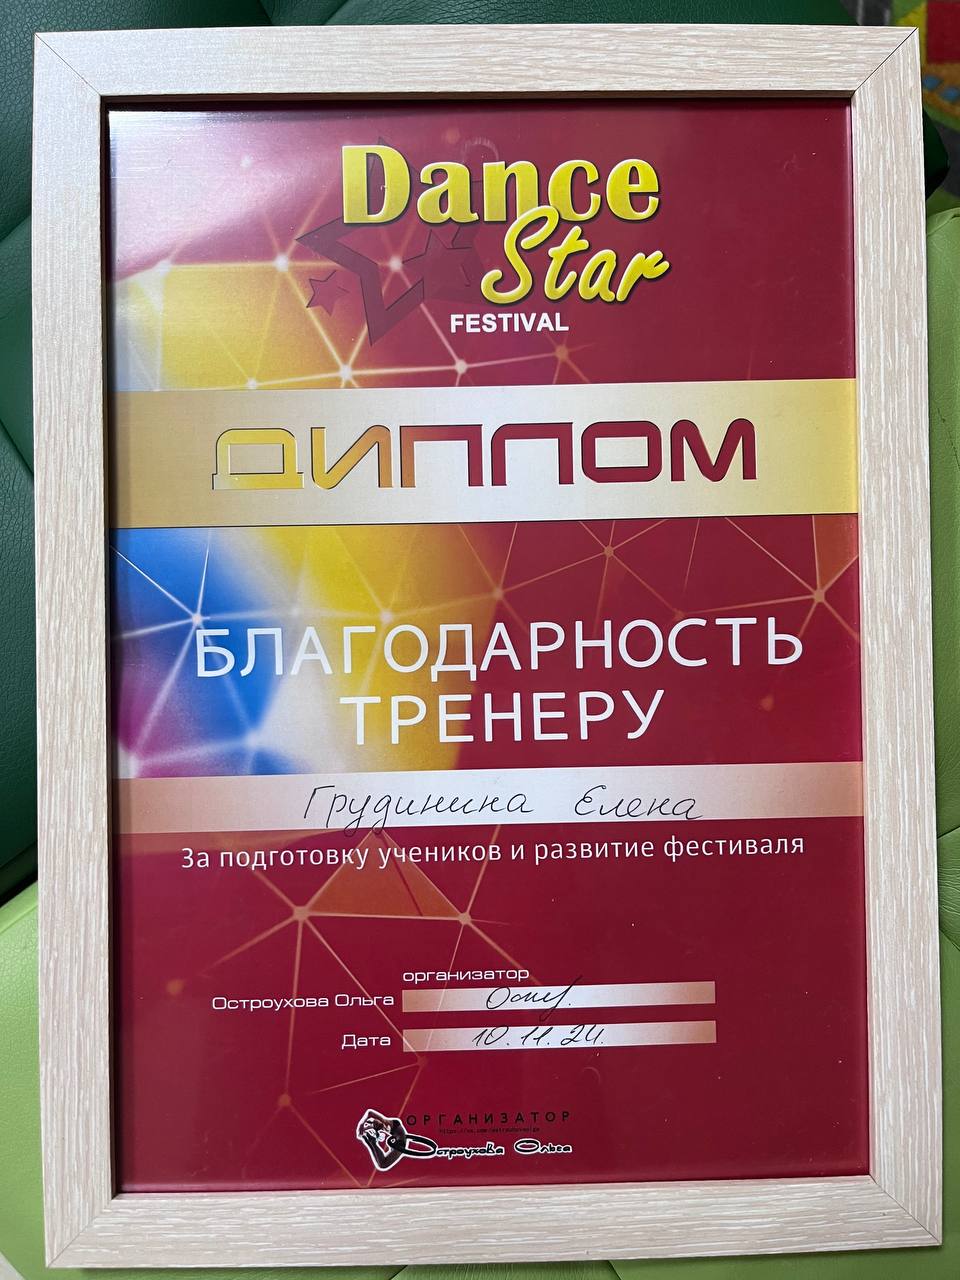 Dance
Star
FESTIVAL
ДИПЛОМ
БЛАГОДАРНОСТЬ
ТРЕНЕРУ
Грудинина Елена
За подготовку учеников и развитие фестиваля
организатор
Остроухова Ольга
Дата 10.11.24.
ОРГАНИЗАТОР
Остроухова Ольга